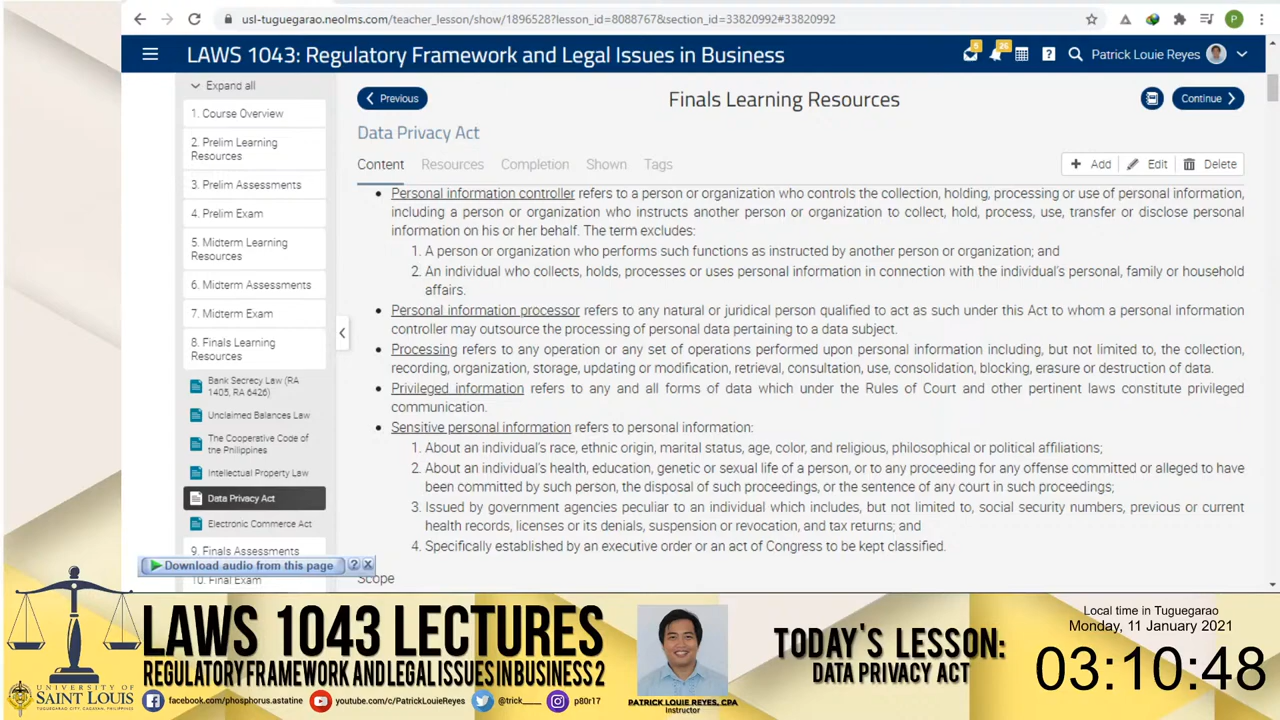 usl-tuguegarao.neolms.com/teacher_lesson/show/1896528?lesson_id=8088767&section_id=33820992#33820992
P
LAWS 1043: Regulatory Framework and Legal Issues in Business
6
26
Patrick Louie Reyes
Expand all
1. Course Overview
2. Prelim Learning
Resources
3. Prelim Assessments
4. Prelim Exam
5. Midterm Learning
Resources
6. Midterm Assessments
7. Midterm Exam
8. Finals Learning
Resources
Bank Secrecy Law (RA
1405, RA 6426)
Unclaimed Balances Law
The Cooperative Code of
the Philippines
Intellectual Property Law
Data Privacy Act
Electronic Commerce Act
9. Finals Assessments
10. Final Exam
Download audio from this page ?
Previous
Finals Learning Resources
Continue
Data Privacy Act
Content Resources Completion Shown Tags
Add Edit Delete
• Personal information controller refers to a person or organization who controls the collection, holding, processing or use of personal information,
including a person or organization who instructs another person or organization to collect, hold, process, use, transfer or disclose personal
information on his or her behalf. The term excludes:
1. A person or organization who performs such functions as instructed by another person or organization; and
2. An individual who collects, holds, processes or uses personal information in connection with the individual's personal, family or household
affairs.
• Personal information processor refers to any natural or juridical person qualified to act as such under this Act to whom a personal information
controller may outsource the processing of personal data pertaining to a data subject.
• Processing refers to any operation or any set of operations performed upon personal information including, but not limited to, the collection,
recording, organization, storage, updating or modification, retrieval, consultation, use, consolidation, blocking, erasure or destruction of data.
• Privileged information refers to any and all forms of data which under the Rules of Court and other pertinent laws constitute privileged
communication.
• Sensitive personal information refers to personal information:
1. About an individual's race, ethnic origin, marital status, age, color, and religious, philosophical or political affiliations;
2. About an individual's health, education, genetic or sexual life of a person, or to any proceeding for any offense committed or alleged to have
been committed by such person, the disposal of such proceedings, or the sentence of any court in such proceedings;
3. Issued by government agencies peculiar to an individual which includes, but not limited to, social security numbers, previous or current
health records, licenses or its denials, suspension or revocation, and tax returns; and
4. Specifically established by an executive order or an act of Congress to be kept classified.
Scope
LAWS 1043 LECTURES
REGULATORY FRAMEWORK AND LEGAL ISSUES IN BUSINESS 2
UNIVERSITY OF
SAINT LOUIS
TUGUEGARAO CITY, CAGAYAN, PHILIPPINES
facebook.com/phosphorus.astatine
youtube.com/c/PatrickLouieReyes
@trick____
p80r17
PATRICK LOUIE REYES, CPA
Instructor
TODAY'S LESSON:
DATA PRIVACY ACT
Local time in Tuguegarao
Monday, 11 January 2021
03:10:48